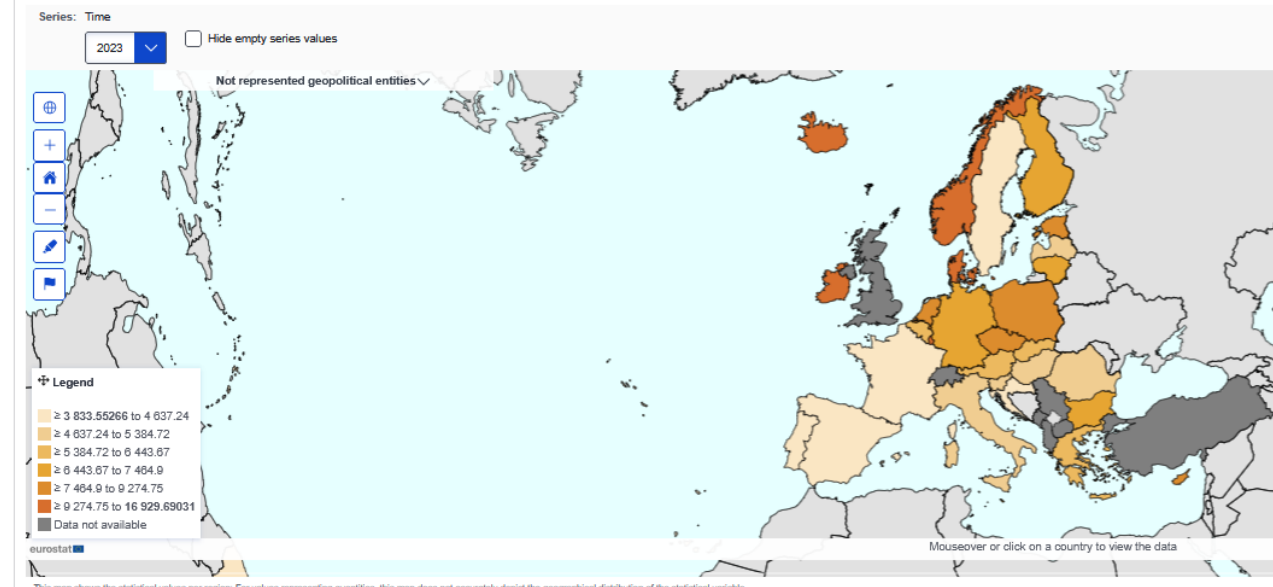 Series: Time
2023
Hide empty series values
Not represented geopolitical entities
Legend
≥ 3 833.55266 to 4 637.24
≥ 4 637.24 to 5 384.72
≥ 5 384.72 to 6 443.67
≥ 6 443.67 to 7 464.9
≥ 7 464.9 to 9 274.75
≥ 9 274.75 to 16 929.69031
Data not available
eurostat
Mouseover or click on a country to view the data